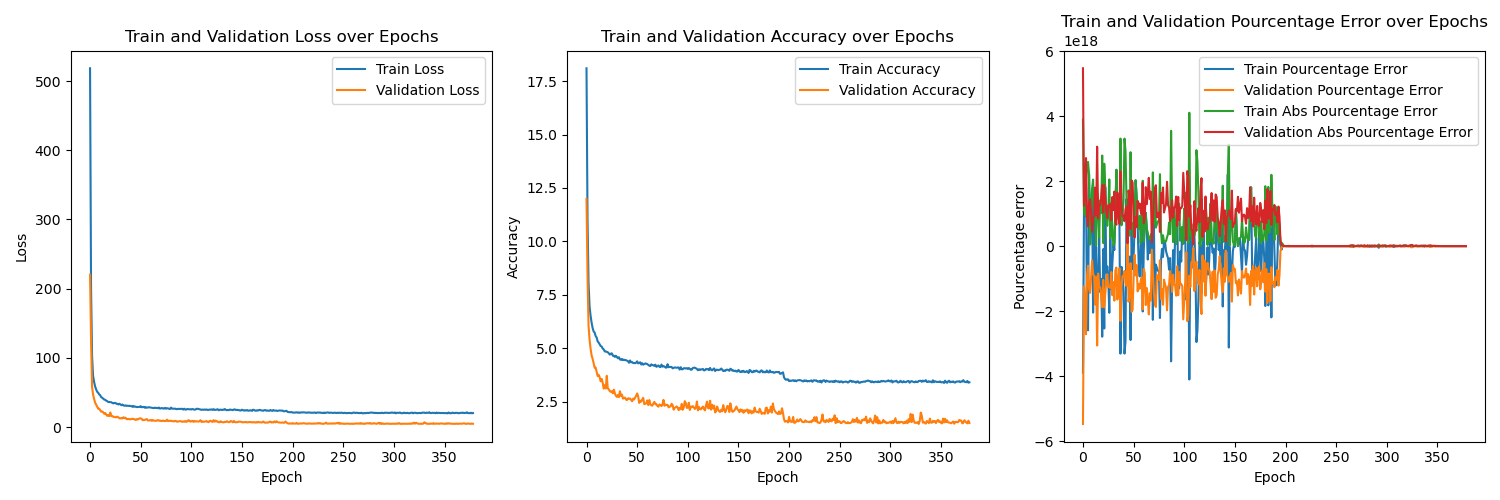 Train and Validation Loss over Epochs
Train Loss
Validation Loss
500
400
300
200
100
0
Loss
0 50 100 150 200 250 300 350
Epoch
Train and Validation Accuracy over Epochs
Train Accuracy
Validation Accuracy
17.5
15.0
12.5
10.0
7.5
5.0
2.5
Accuracy
0 50 100 150 200 250 300 350
Epoch
Train and Validation Pourcentage Error over Epochs
1e18
Train Pourcentage Error
Validation Pourcentage Error
Train Abs Pourcentage Error
Validation Abs Pourcentage Error
6
4
2
0
−2
−4
−6
Pourcentage error
0 50 100 150 200 250 300 350
Epoch